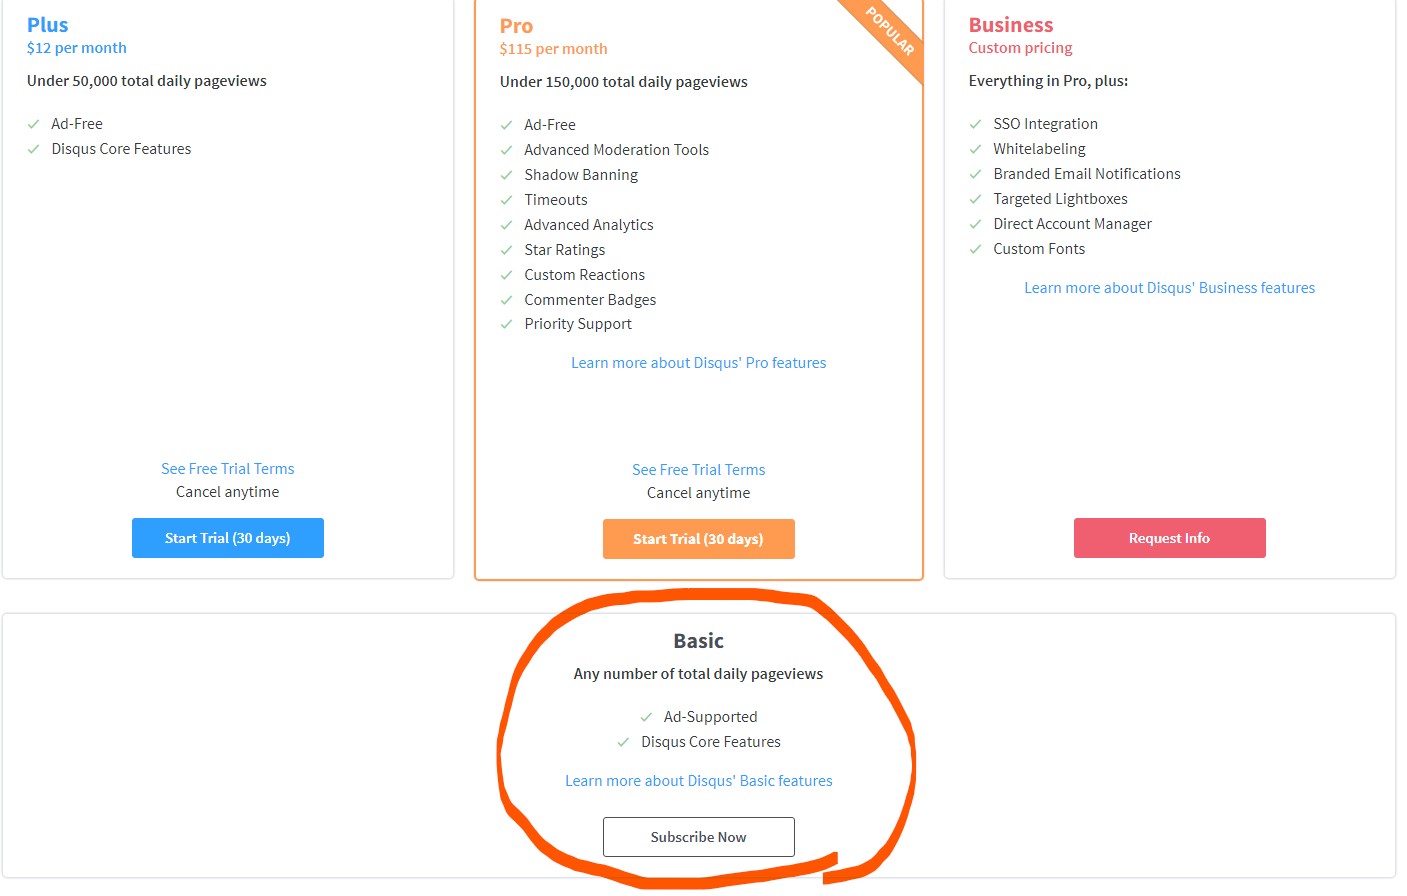 Plus
$12 per month
Under 50,000 total daily pageviews
Ad-Free
Disqus Core Features
See Free Trial Terms
Cancel anytime
Start Trial (30 days)
POPULAR
Pro
$115 per month
Under 150,000 total daily pageviews
Ad-Free
Advanced Moderation Tools
Shadow Banning
Timeouts
Advanced Analytics
Star Ratings
Custom Reactions
Commenter Badges
Priority Support
Learn more about Disqus' Pro features
See Free Trial Terms
Cancel anytime
Start Trial (30 days)
Business
Custom pricing
Everything in Pro, plus:
SSO Integration
Whitelabeling
Branded Email Notifications
Targeted Lightboxes
Direct Account Manager
Custom Fonts
Learn more about Disqus' Business features
Request Info
Basic
Any number of total daily pageviews
Ad-Supported
Disqus Core Features
Learn more about Disqus' Basic features
Subscribe Now